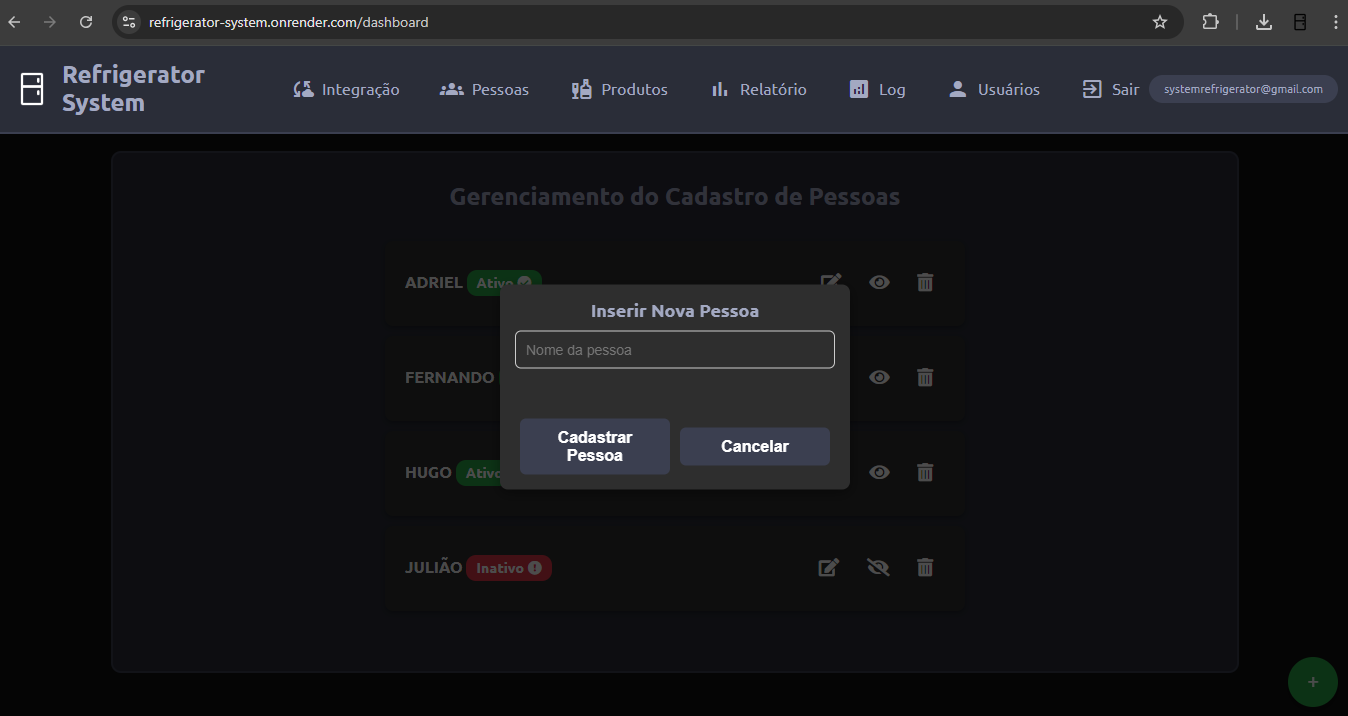 refrigerator-system.onrender.com/dashboard
Refrigerator
System
Integração
Pessoas
Produtos
Relatório
Log
Usuários
Sair
systemrefrigerator@gmail.com
Gerenciamento do Cadastro de Pessoas
ADRIEL Ativo
Inserir Nova Pessoa
Nome da pessoa
FERNANDO
Cadastrar
Pessoa
Cancelar
HUGO Ativo
JULIÃO Inativo
+